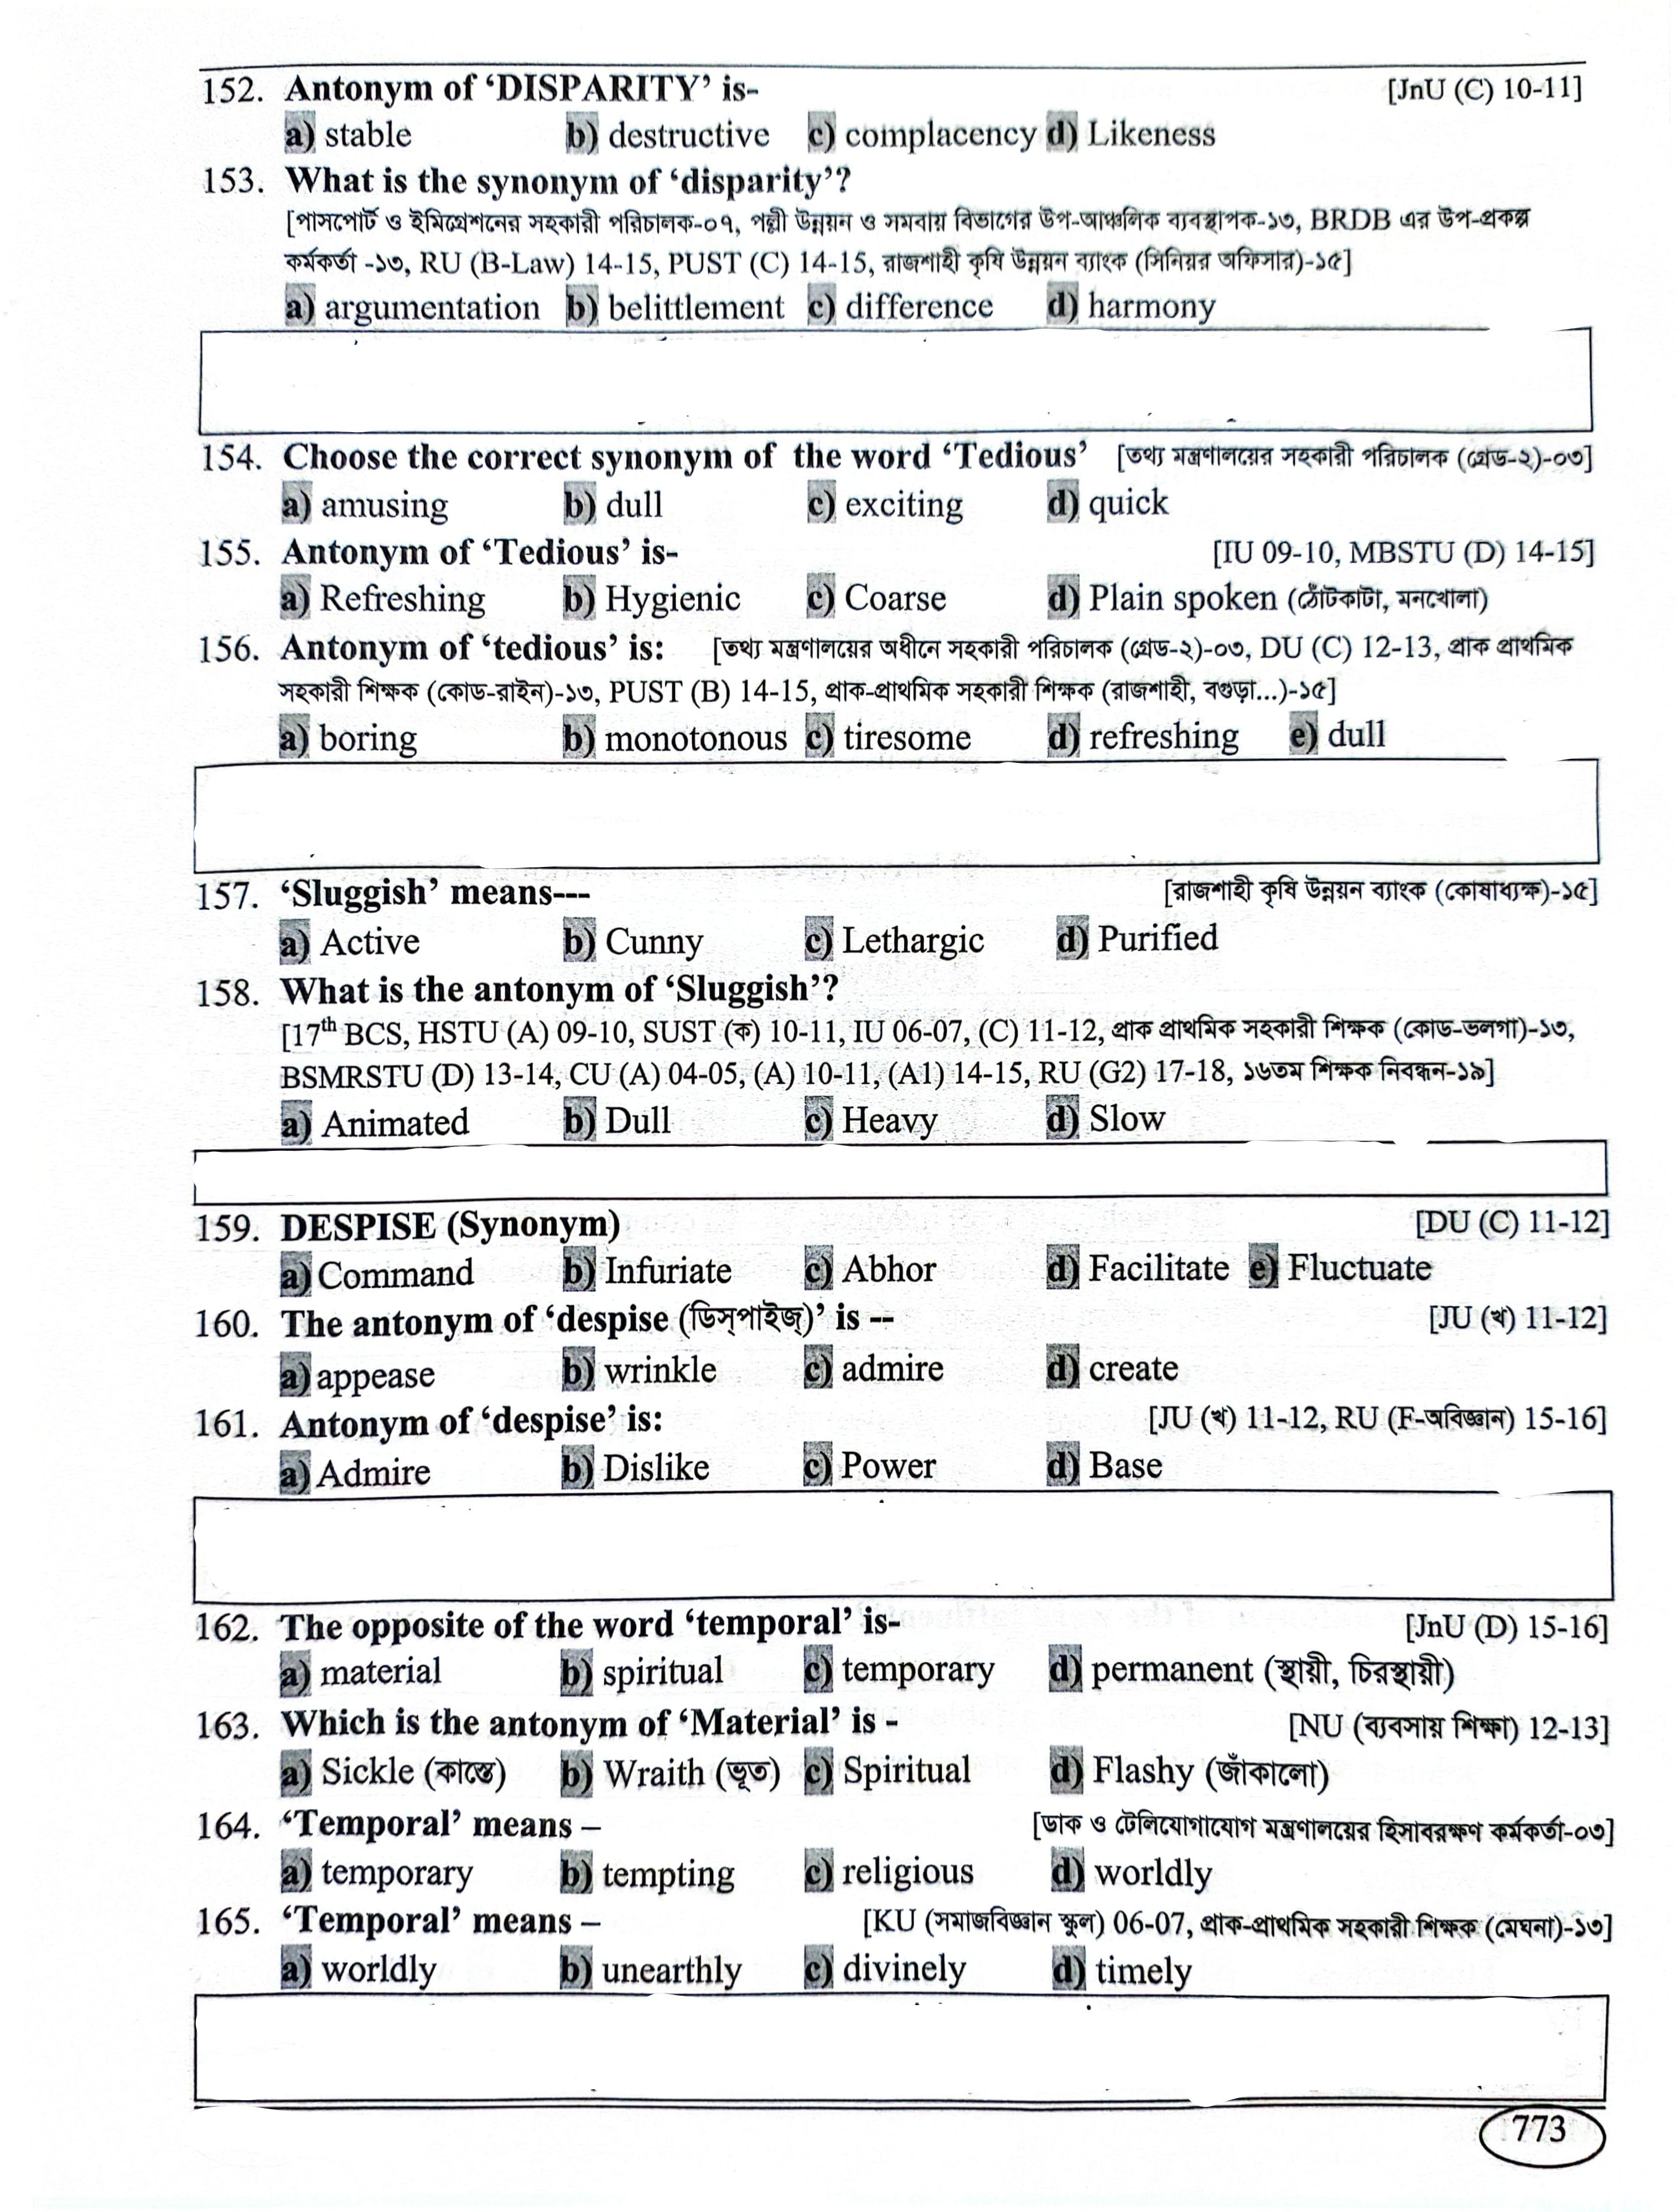 152. Antonym of ‘DISPARITY’ is- [JnU (C) 10-11]
a) stable b) destructive c) complacency d) Likeness
153. What is the synonym of ‘disparity’?
[পাসপোর্ট ও ইমিগ্রেশনের সহকারী পরিচালক-০৭, পল্লী উন্নয়ন ও সমবায় বিভাগের উপ-আঞ্চলিক ব্যবস্থাপক-১৩, BRDB এর উপ-প্রকল্প
কর্মকর্তা -১৩, RU (B-Law) 14-15, PUST (C) 14-15, রাজশাহী কৃষি উন্নয়ন ব্যাংক (সিনিয়র অফিসার)-১৫]
a) argumentation b) belittlement c) difference d) harmony
154. Choose the correct synonym of the word ‘Tedious’ [তথ্য মন্ত্রণালয়ের সহকারী পরিচালক (গ্রেড-২)-০৩]
a) amusing b) dull c) exciting d) quick
155. Antonym of ‘Tedious’ is- [IU 09-10, MBSTU (D) 14-15]
a) Refreshing b) Hygienic c) Coarse d) Plain spoken (ঠোঁটকাটা, মনখোলা)
156. Antonym of ‘tedious’ is: [তথ্য মন্ত্রণালয়ের অধীনে সহকারী পরিচালক (গ্রেড-২)-০৩, DU (C) 12-13, প্রাক প্রাথমিক
সহকারী শিক্ষক (কোড-রাইন)-১৩, PUST (B) 14-15, প্রাক-প্রাথমিক সহকারী শিক্ষক (রাজশাহী, বগুড়া...)-১৫]
a) boring b) monotonous c) tiresome d) refreshing e) dull
157. ‘Sluggish’ means--- [রাজশাহী কৃষি উন্নয়ন ব্যাংক (কোষাধ্যক্ষ)-১৫]
a) Active b) Cunny c) Lethargic d) Purified
158. What is the antonym of ‘Sluggish’?
[17th BCS, HSTU (A) 09-10, SUST (ক) 10-11, IU 06-07, (C) 11-12, প্রাক প্রাথমিক সহকারী শিক্ষক (কোড-ভলগা)-১৩,
BSMRSTU (D) 13-14, CU (A) 04-05, (A) 10-11, (A1) 14-15, RU (G2) 17-18, ১৬তম শিক্ষক নিবন্ধন-১৯]
a) Animated b) Dull c) Heavy d) Slow
159. DESPISE (Synonym) [DU (C) 11-12]
a) Command b) Infuriate c) Abhor d) Facilitate e) Fluctuate
160. The antonym of ‘despise (ডিস্‌পাইজ্)’ is -- [JU (খ) 11-12]
a) appease b) wrinkle c) admire d) create
161. Antonym of ‘despise’ is: [JU (খ) 11-12, RU (F-অবিজ্ঞান) 15-16]
a) Admire b) Dislike c) Power d) Base
162. The opposite of the word ‘temporal’ is- [JnU (D) 15-16]
a) material b) spiritual c) temporary d) permanent (স্থায়ী, চিরস্থায়ী)
163. Which is the antonym of ‘Material’ is - [NU (ব্যবসায় শিক্ষা) 12-13]
a) Sickle (কাস্তে) b) Wraith (ভূত) c) Spiritual d) Flashy (জাঁকালো)
164. ‘Temporal’ means – [ডাক ও টেলিযোগাযোগ মন্ত্রণালয়ের হিসাবরক্ষণ কর্মকর্তা-০৩]
a) temporary b) tempting c) religious d) worldly
165. ‘Temporal’ means – [KU (সমাজবিজ্ঞান স্কুল) 06-07, প্রাক-প্রাথমিক সহকারী শিক্ষক (মেঘনা)-১৩]
a) worldly b) unearthly c) divinely d) timely
773